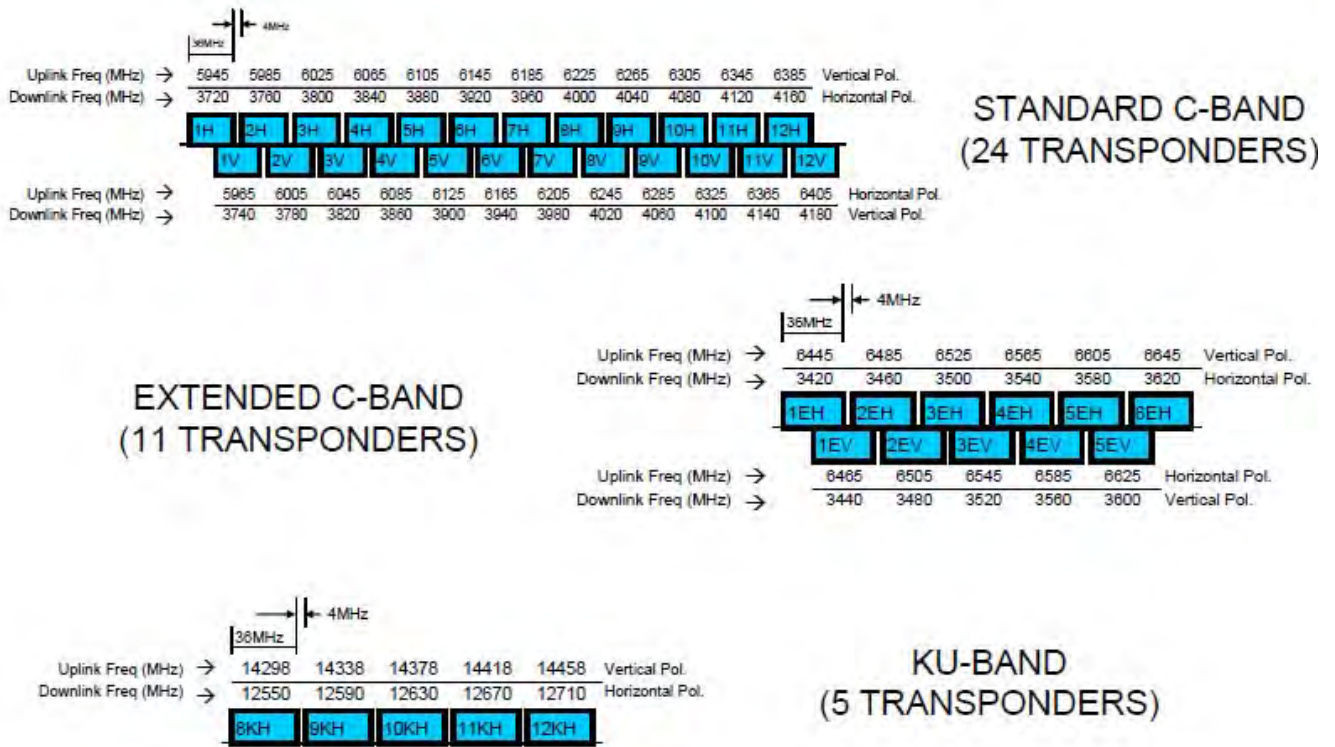 4MHz
36MHz
Uplink Freq (MHz) → 5945 5985 6025 6065 6105 6145 6185 6225 6265 6305 6345 6385 Vertical Pol.
Downlink Freq (MHz) → 3720 3760 3800 3840 3880 3920 3960 4000 4040 4080 4120 4160 Horizontal Pol.
1H 2H 3H 4H 5H 6H 7H 8H 9H 10H 11H 12H
1V 2V 3V 4V 5V 6V 7V 8V 9V 10V 11V 12V
Uplink Freq (MHz) → 5965 6005 6045 6085 6125 6165 6205 6245 6285 6325 6365 6405 Horizontal Pol.
Downlink Freq (MHz) → 3740 3780 3820 3860 3900 3940 3980 4020 4060 4100 4140 4180 Vertical Pol.
STANDARD C-BAND
(24 TRANSPONDERS)
4MHz
36MHz
Uplink Freq (MHz) → 6445 6485 6525 6565 6605 6645 Vertical Pol.
Downlink Freq (MHz) → 3420 3460 3500 3540 3580 3620 Horizontal Pol.
1EH 2EH 3EH 4EH 5EH 6EH
1EV 2EV 3EV 4EV 5EV
Uplink Freq (MHz) → 6465 6505 6545 6585 6625 Horizontal Pol.
Downlink Freq (MHz) → 3440 3480 3520 3560 3600 Vertical Pol.
EXTENDED C-BAND
(11 TRANSPONDERS)
4MHz
36MHz
Uplink Freq (MHz) → 14298 14338 14378 14418 14458 Vertical Pol.
Downlink Freq (MHz) → 12550 12590 12630 12670 12710 Horizontal Pol.
8KH 9KH 10KH 11KH 12KH
KU-BAND
(5 TRANSPONDERS)